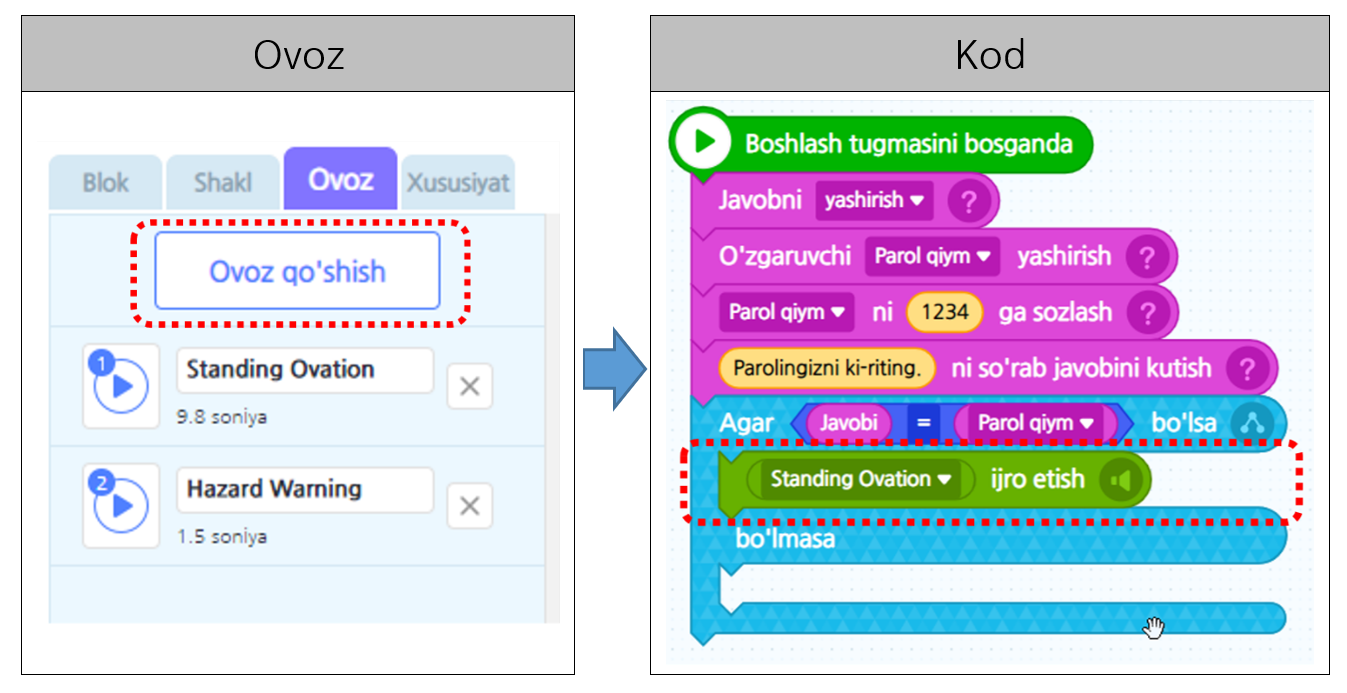 Ovoz
Blok Shakl Ovoz Xususiyat
Ovoz qo'shish
1 Standing Ovation
9.8 soniya
2 Hazard Warning
1.5 soniya
Kod
Boshlash tugmasini bosganda
Javobni yashirish ?
O'zgaruvchi Parol qiym yashirish ?
Parol qiym ni 1234 ga sozlash ?
Parolingizni ki-riting. ni so'rab javobini kutish ?
Agar Javobi = Parol qiym bo'lsa
Standing Ovation ijro etish
bo'lmasa